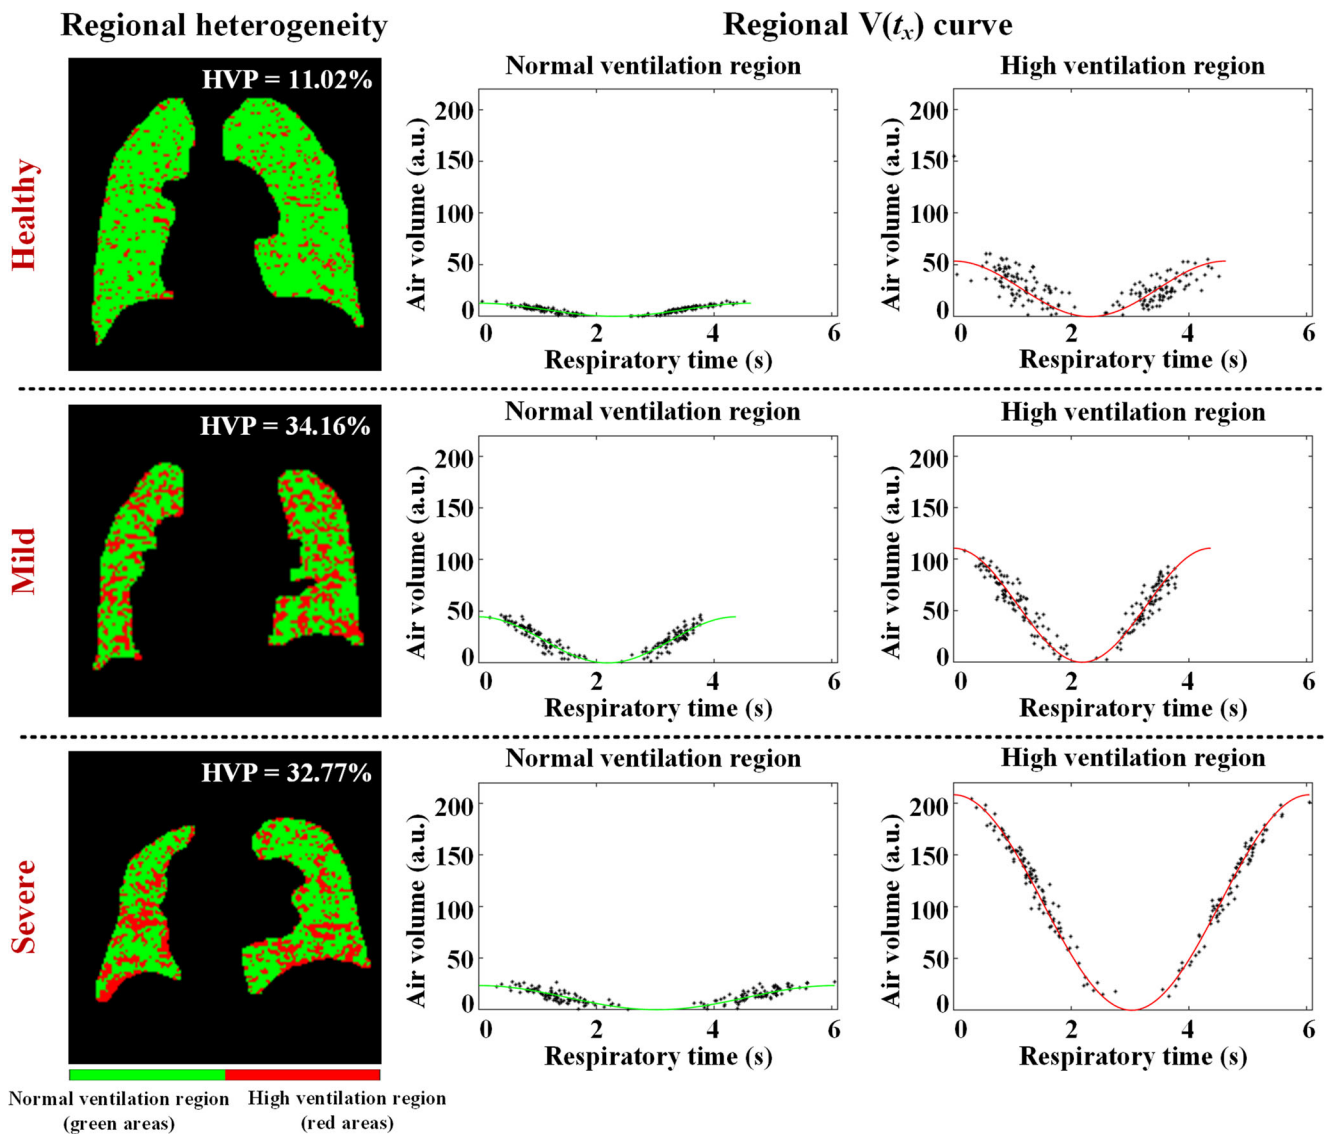 Regional heterogeneity
Regional V(tₓ) curve
Healthy
HVP = 11.02%
Normal ventilation region
Air volume (a.u.)
200
150
100
50
0
0 2 4 6
Respiratory time (s)
High ventilation region
Air volume (a.u.)
200
150
100
50
0
0 2 4 6
Respiratory time (s)
Mild
HVP = 34.16%
Normal ventilation region
Air volume (a.u.)
200
150
100
50
0
0 2 4 6
Respiratory time (s)
High ventilation region
Air volume (a.u.)
200
150
100
50
0
0 2 4 6
Respiratory time (s)
Severe
HVP = 32.77%
Normal ventilation region
Air volume (a.u.)
200
150
100
50
0
0 2 4 6
Respiratory time (s)
High ventilation region
Air volume (a.u.)
200
150
100
50
0
0 2 4 6
Respiratory time (s)
Normal ventilation region
(green areas)
High ventilation region
(red areas)